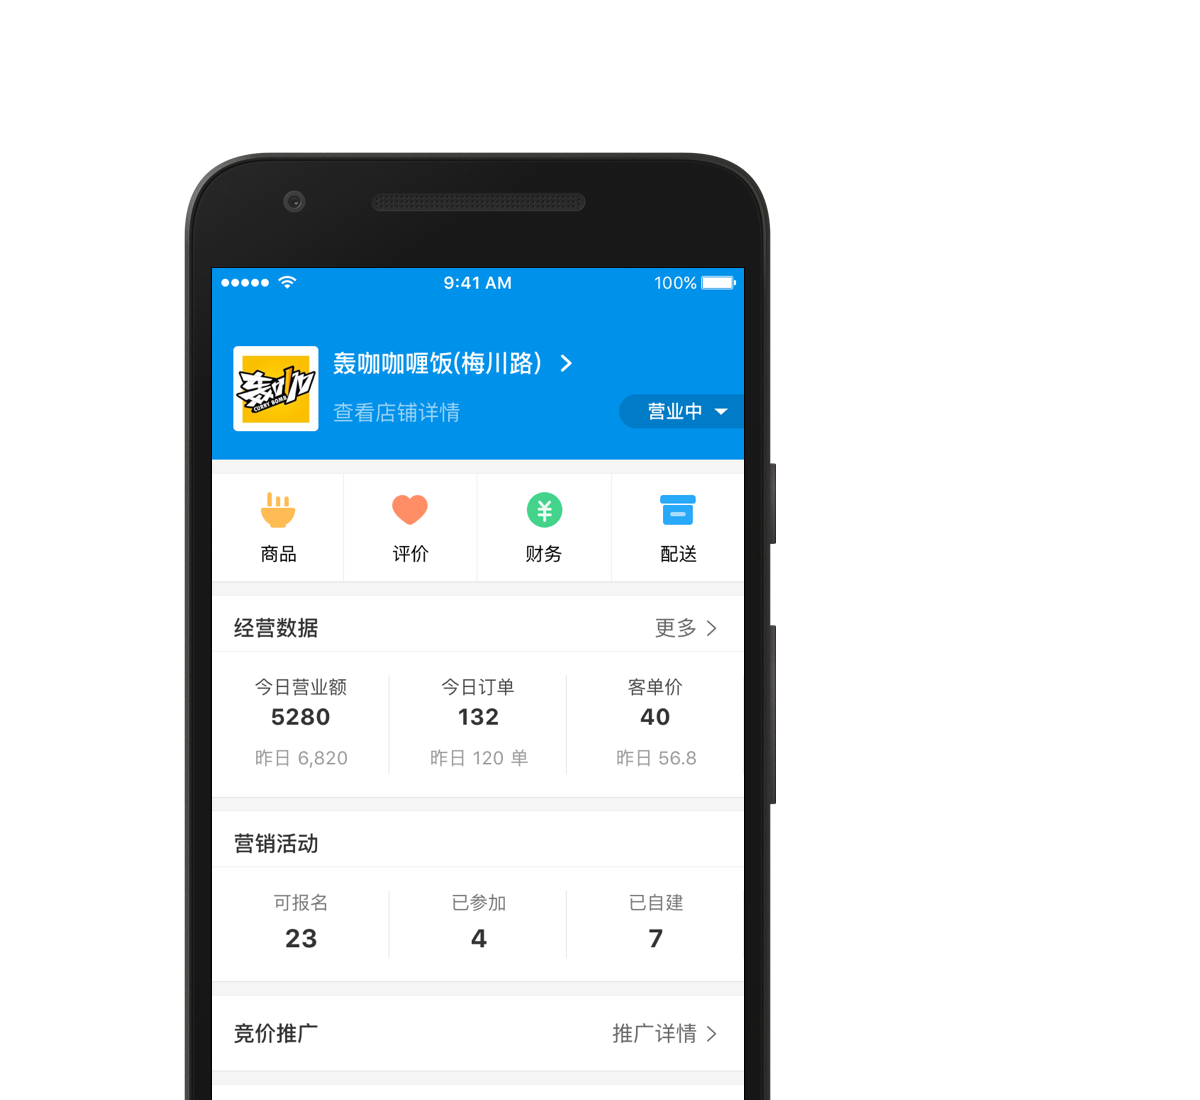 9:41 AM 100%
轰咖咖喱饭(梅川路)
轰咖
CURRY BOMB
查看店铺详情 营业中
商品 评价 财务 配送
经营数据 更多
今日营业额 今日订单 客单价
5280 132 40
昨日 6,820 昨日 120 单 昨日 56.8
营销活动
可报名 已参加 已自建
23 4 7
竞价推广 推广详情